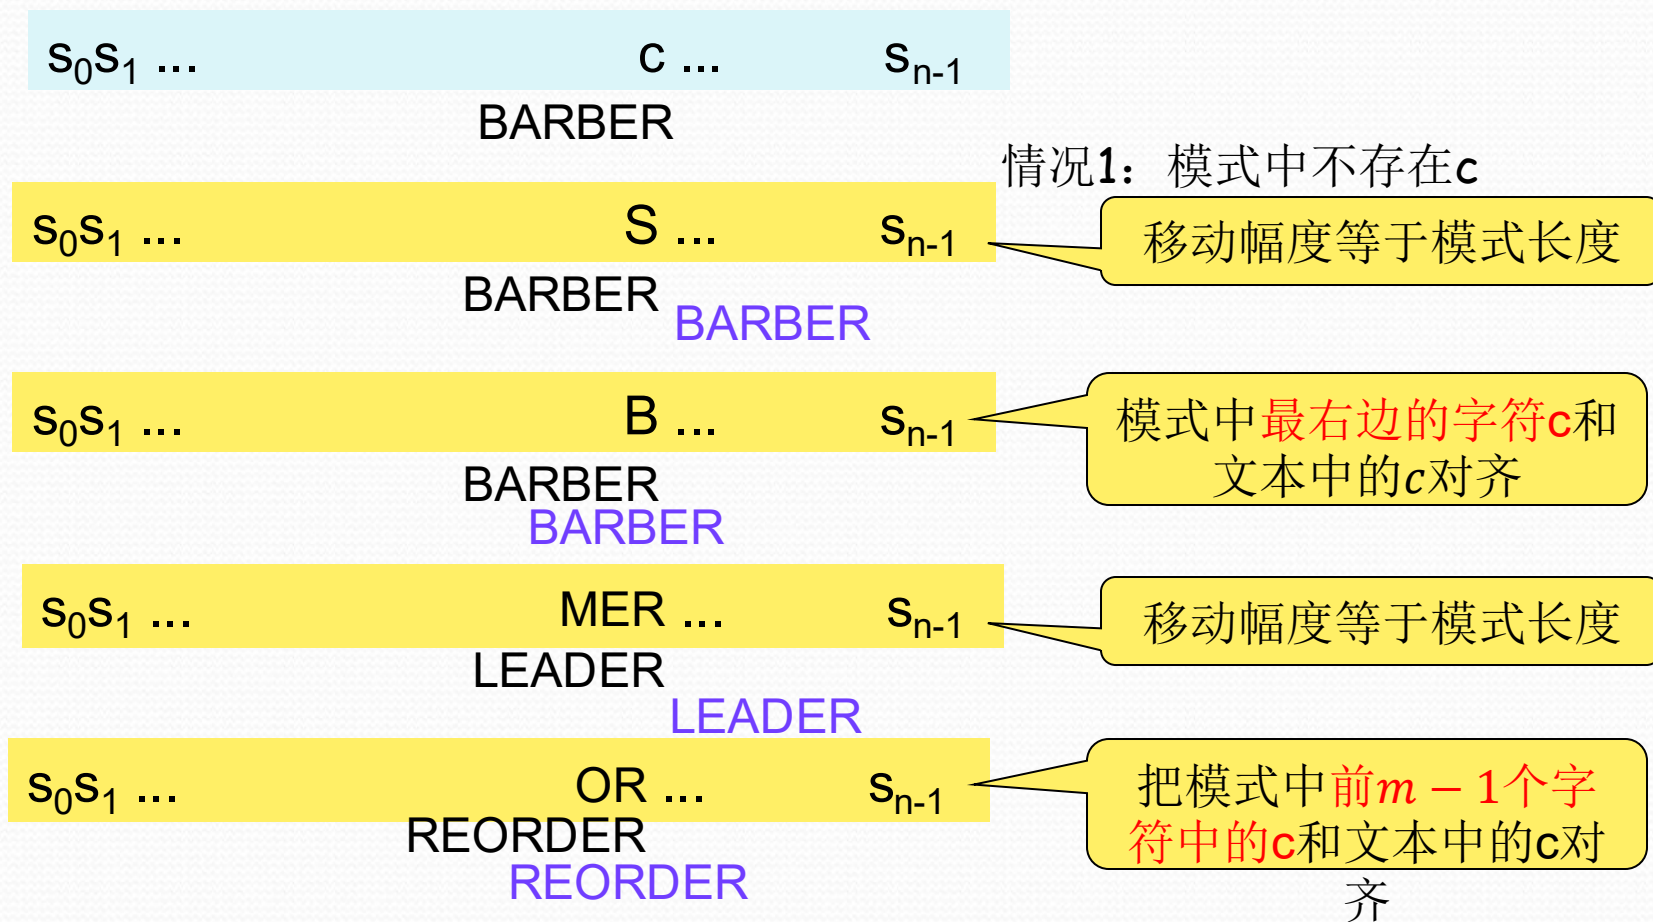 s₀s₁ ... c ... sₙ₋₁
BARBER
情况1：模式中不存在c
s₀s₁ ... S ... sₙ₋₁
移动幅度等于模式长度
BARBER
BARBER
s₀s₁ ... B ... sₙ₋₁
模式中最右边的字符c和
文本中的c对齐
BARBER
BARBER
s₀s₁ ... MER ... sₙ₋₁
移动幅度等于模式长度
LEADER
LEADER
s₀s₁ ... OR ... sₙ₋₁
把模式中前m − 1个字
符中的c和文本中的c对
齐
REORDER
REORDER